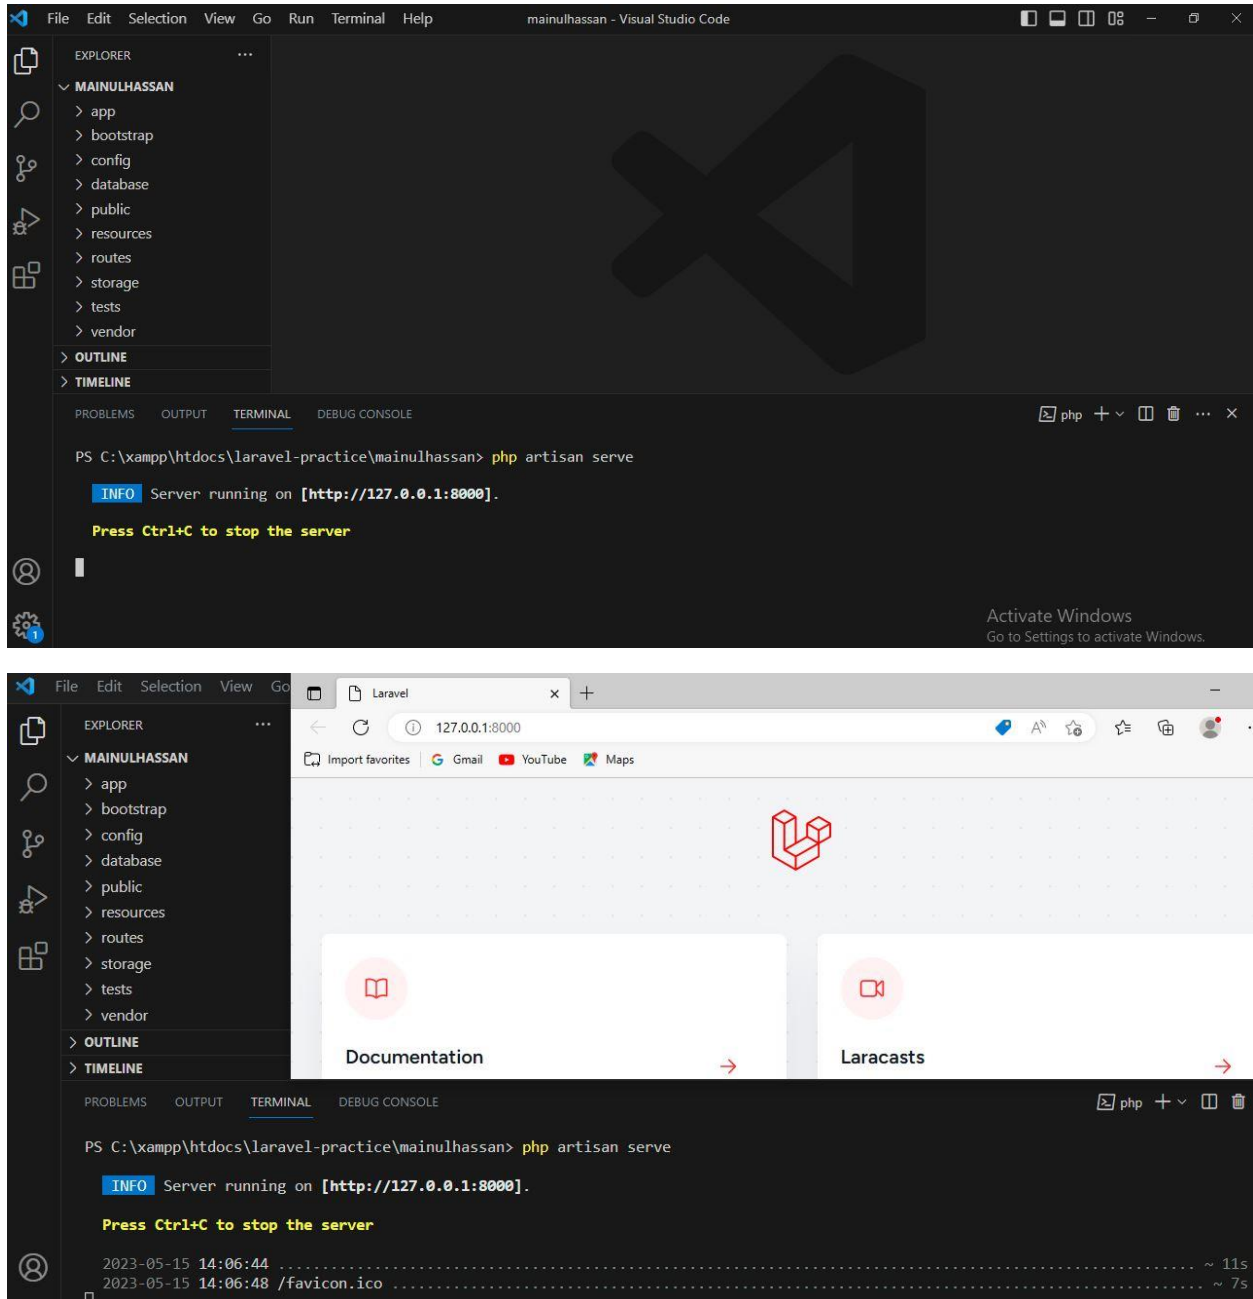 File Edit Selection View Go Run Terminal Help mainulhassan - Visual Studio Code
EXPLORER
MAINULHASSAN
app
bootstrap
config
database
public
resources
routes
storage
tests
vendor
OUTLINE
TIMELINE
PROBLEMS OUTPUT TERMINAL DEBUG CONSOLE php
PS C:\xampp\htdocs\laravel-practice\mainulhassan> php artisan serve
INFO Server running on [http://127.0.0.1:8000].
Press Ctrl+C to stop the server
1
Activate Windows
Go to Settings to activate Windows.
File Edit Selection View Go
Laravel
127.0.0.1:8000
Import favorites Gmail YouTube Maps
EXPLORER
MAINULHASSAN
app
bootstrap
config
database
public
resources
routes
storage
tests
vendor
OUTLINE
TIMELINE
Documentation
Laracasts
PROBLEMS OUTPUT TERMINAL DEBUG CONSOLE php
PS C:\xampp\htdocs\laravel-practice\mainulhassan> php artisan serve
INFO Server running on [http://127.0.0.1:8000].
Press Ctrl+C to stop the server
2023-05-15 14:06:44 ........................................ ~ 11s
2023-05-15 14:06:48 /favicon.ico ........................................ ~ 7s